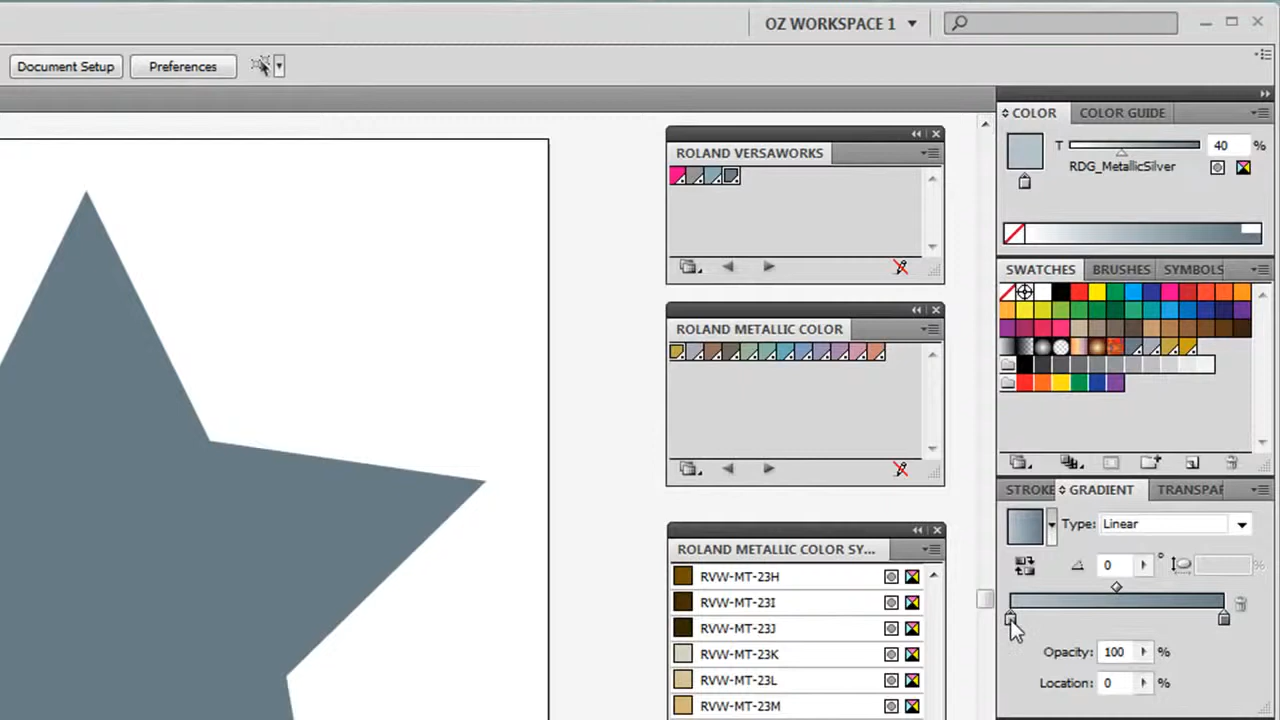 OZ WORKSPACE 1
Document Setup
Preferences
COLOR
COLOR GUIDE
T
40
%
RDG_MetallicSilver
ROLAND VERSAWORKS
SWATCHES
BRUSHES
SYMBOLS
ROLAND METALLIC COLOR
STROKE
GRADIENT
TRANSPAR
Type:
Linear
0
°
%
Opacity:
100
%
Location:
0
%
ROLAND METALLIC COLOR SY...
RVW-MT-23H
RVW-MT-23I
RVW-MT-23J
RVW-MT-23K
RVW-MT-23L
RVW-MT-23M